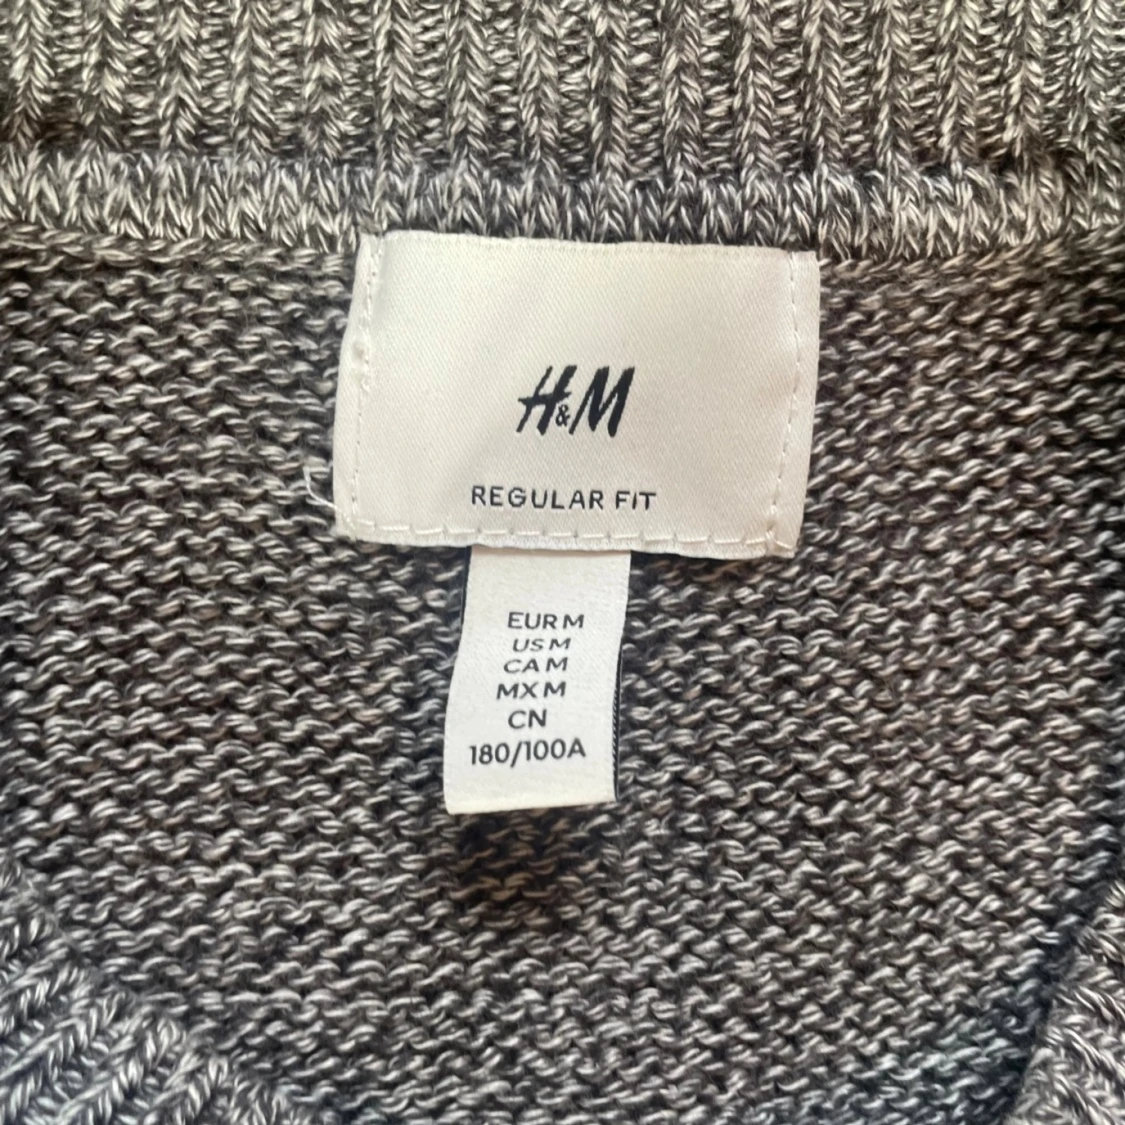 H&M
REGULAR FIT
EUR M
US M
CA M
MX M
CN
180/100A